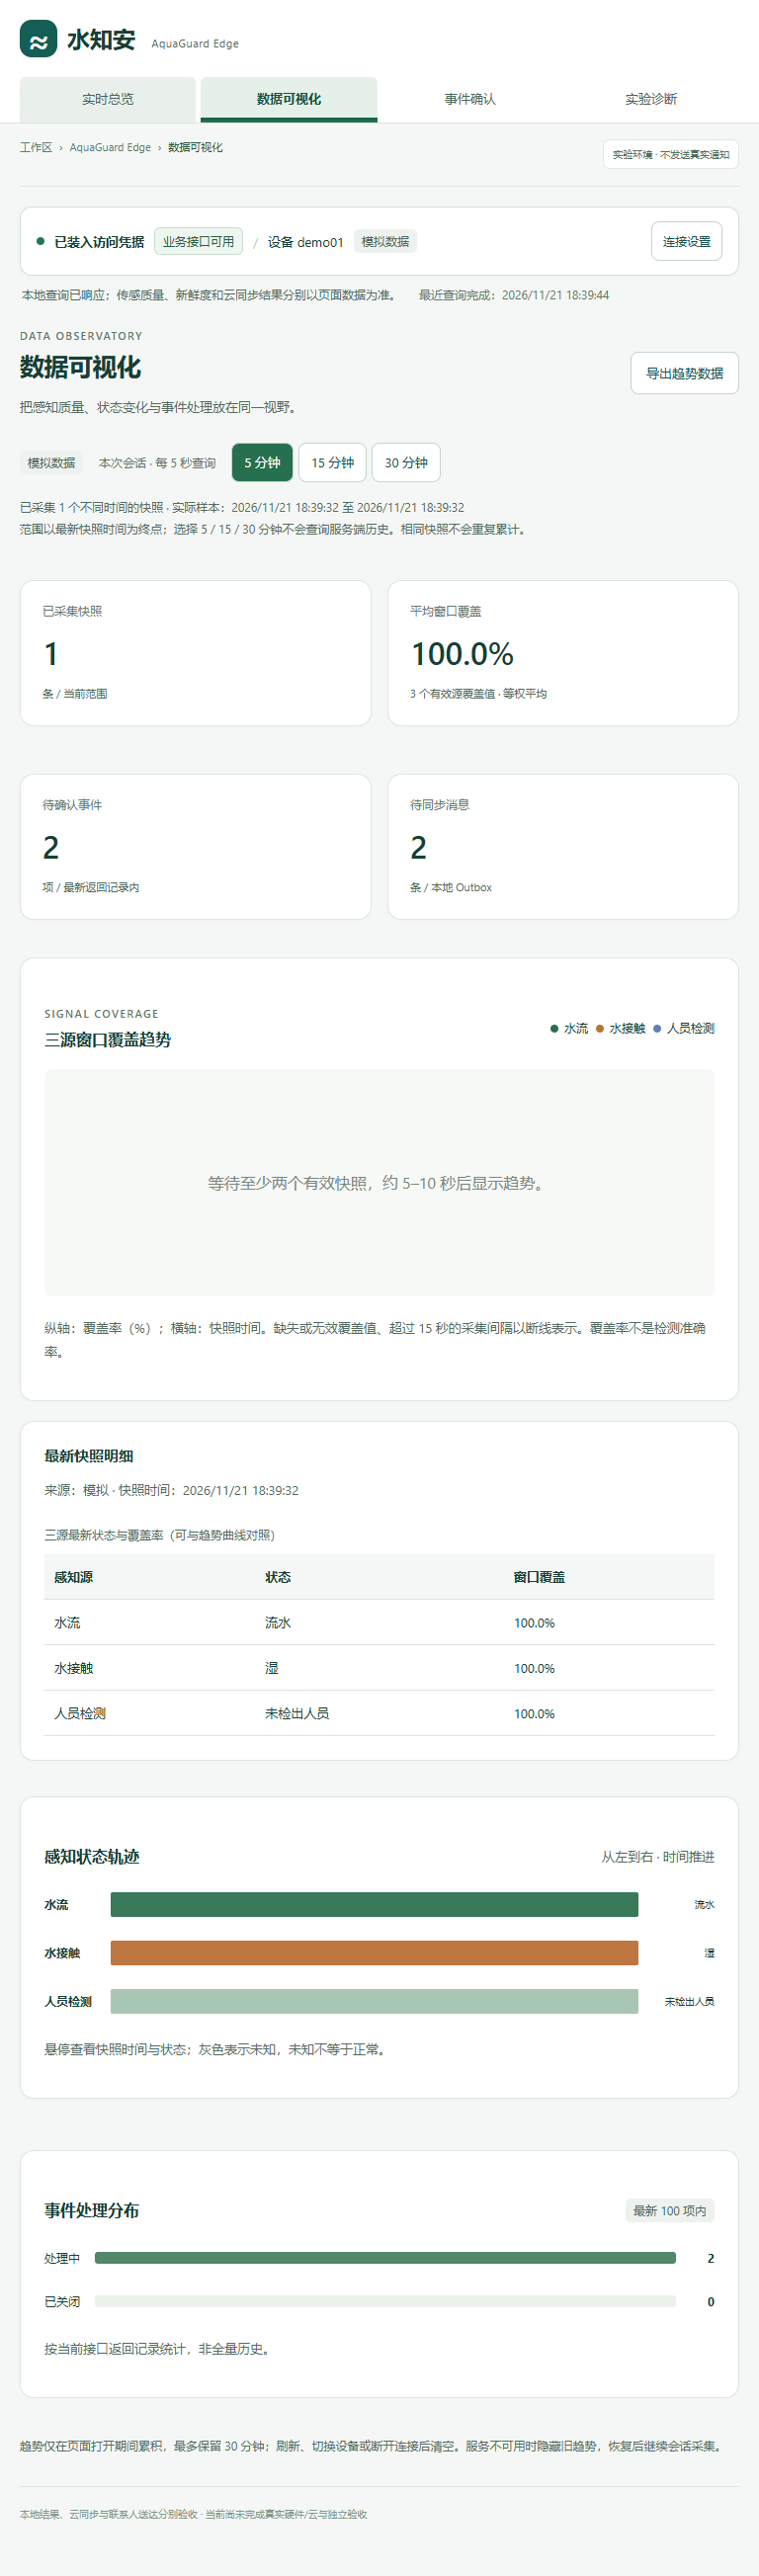 水知安 AquaGuard Edge
实时总览 数据可视化 事件确认 实验诊断
工作区 › AquaGuard Edge › 数据可视化 实验环境 · 不发送真实通知
已装入访问凭据 业务接口可用 / 设备 demo01 模拟数据 连接设置
本地查询已响应；传感质量、新鲜度和云同步结果分别以页面数据为准。 最近查询完成：2026/11/21 18:39:44
DATA OBSERVATORY
数据可视化
导出趋势数据
把感知质量、状态变化与事件处理放在同一视野。
模拟数据 本次会话 · 每 5 秒查询 5 分钟 15 分钟 30 分钟
已采集 1 个不同时间的快照 · 实际样本：2026/11/21 18:39:32 至 2026/11/21 18:39:32
范围以最新快照时间为终点；选择 5 / 15 / 30 分钟不会查询服务端历史。相同快照不会重复累计。
已采集快照
1
条 / 当前范围
平均窗口覆盖
100.0%
3 个有效源覆盖值 · 等权平均
待确认事件
2
项 / 最新返回记录内
待同步消息
2
条 / 本地 Outbox
SIGNAL COVERAGE
三源窗口覆盖趋势
水流 水接触 人员检测
等待至少两个有效快照，约 5–10 秒后显示趋势。
纵轴：覆盖率（%）；横轴：快照时间。缺失或无效覆盖值、超过 15 秒的采集间隔以断线表示。覆盖率不是检测准确
率。
最新快照明细
来源：模拟 · 快照时间：2026/11/21 18:39:32
三源最新状态与覆盖率（可与趋势曲线对照）
感知源 状态 窗口覆盖
水流 流水 100.0%
水接触 湿 100.0%
人员检测 未检出人员 100.0%
感知状态轨迹 从左到右 · 时间推进
水流 流水
水接触 湿
人员检测 未检出人员
悬停查看快照时间与状态；灰色表示未知，未知不等于正常。
事件处理分布 最新 100 项内
处理中 2
已关闭 0
按当前接口返回记录统计，非全量历史。
趋势仅在页面打开期间累积，最多保留 30 分钟；刷新、切换设备或断开连接后清空。服务不可用时隐藏旧趋势，恢复后继续会话采集。
本地结果、云同步与联系人送达分别验收 · 当前尚未完成真实硬件/云与独立验收